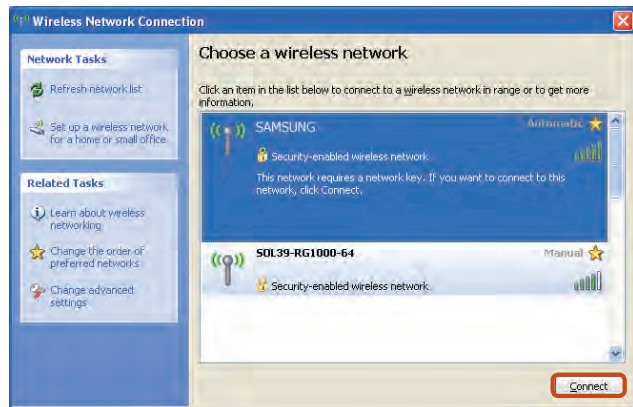 Wireless Network Connection
Network Tasks
Refresh network list
Set up a wireless network
for a home or small office
Related Tasks
Learn about wireless
networking
Change the order of
preferred networks
Change advanced
settings
Choose a wireless network
Click an item in the list below to connect to a wireless network in range or to get more
information.
SAMSUNG Automatic
Security-enabled wireless network
This network requires a network key. If you want to connect to this
network, click Connect.
SOL39-RG1000-64 Manual
Security-enabled wireless network
Connect